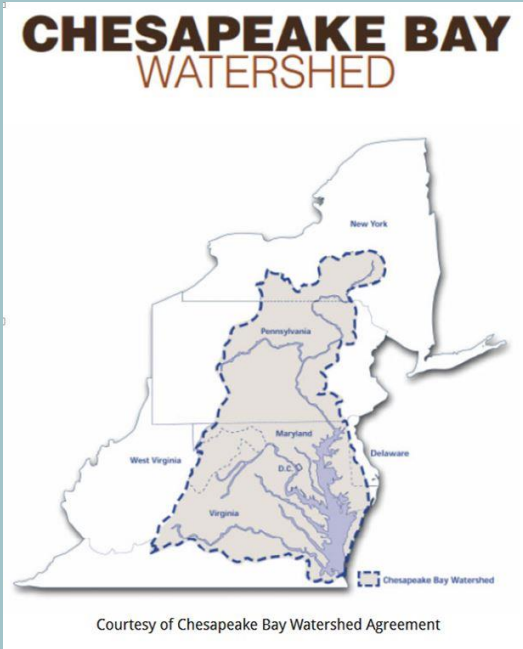 CHESAPEAKE BAY
WATERSHED
New York
Pennsylvania
Maryland
West Virginia
Delaware
D.C.
Virginia
Chesapeake Bay Watershed
Courtesy of Chesapeake Bay Watershed Agreement